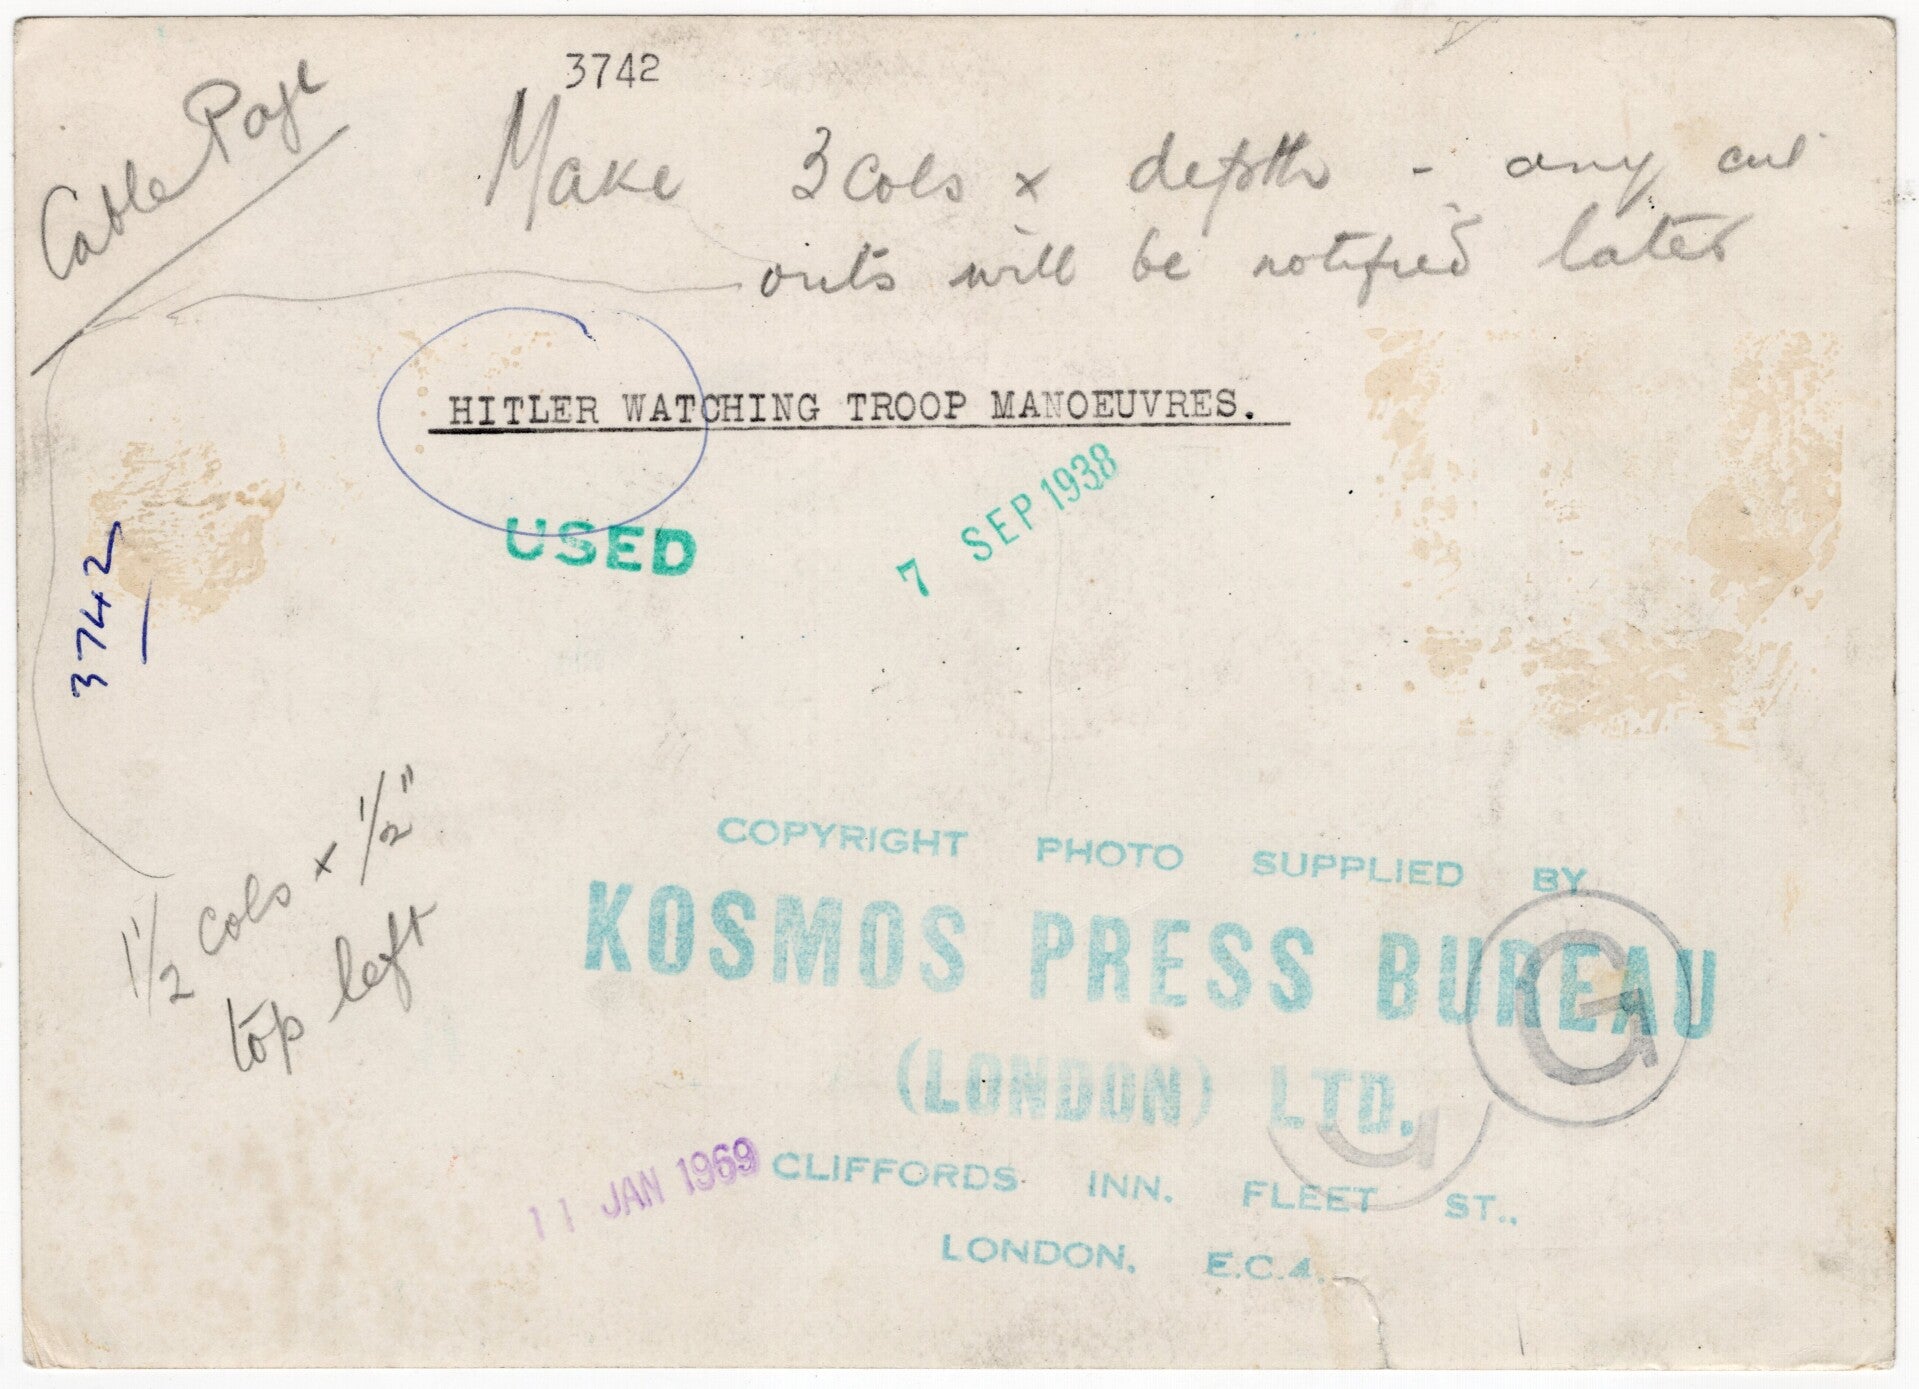 3742
Cable Page
Make 3 cols x depth - any cut
outs will be notified later
HITLER WATCHING TROOP MANOEUVRES.
USED
7 SEP 1938
3742
1 1/2 cols x 1/2"
top left
COPYRIGHT PHOTO SUPPLIED BY
KOSMOS PRESS BUREAU
(LONDON) LTD.
CLIFFORDS INN. FLEET ST.,
LONDON, E.C.4.
11 JAN 1969
G
G